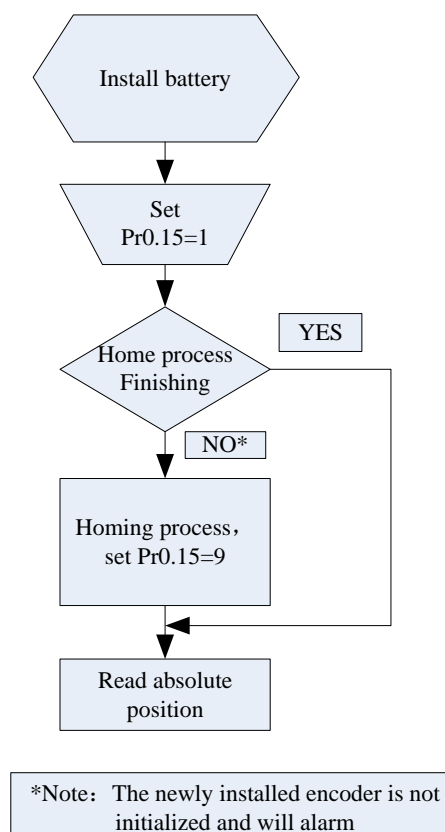 Install battery
Set
Pr0.15=1
Home process
Finishing
YES
NO*
Homing process，
set Pr0.15=9
Read absolute
position
*Note：The newly installed encoder is not
initialized and will alarm